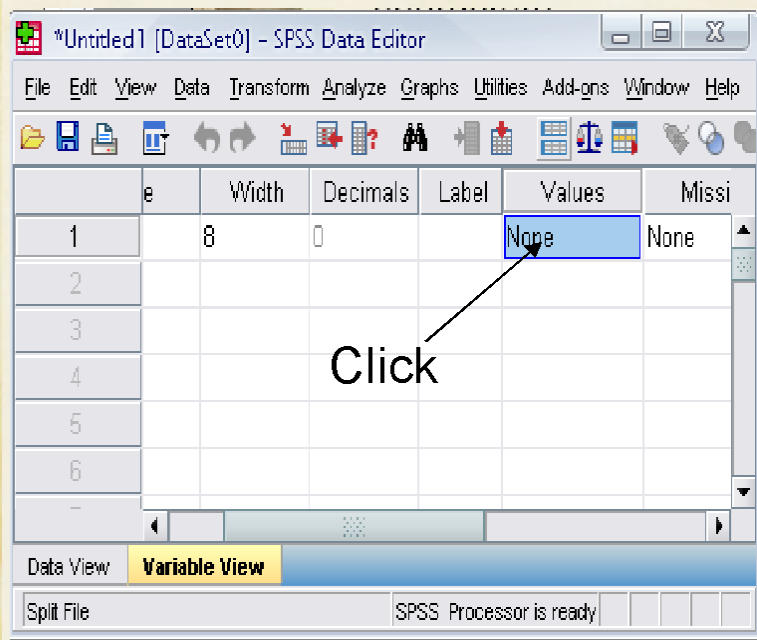 *Untitled1 [DataSet0] - SPSS Data Editor
File Edit View Data Transform Analyze Graphs Utilities Add-ons Window Help
e Width Decimals Label Values Missi
1 8 0 None None
2
3
Click
4
5
6
Data View Variable View
Split File SPSS Processor is ready